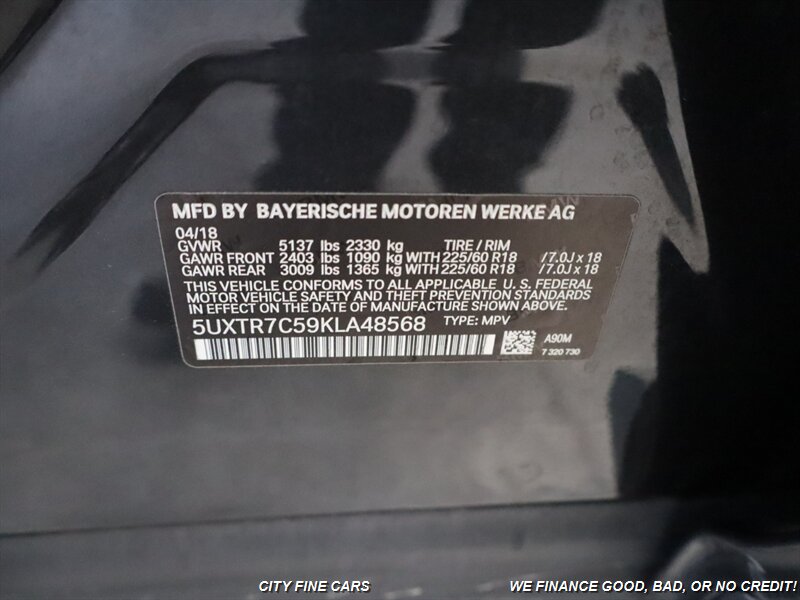 MFD BY BAYERISCHE MOTOREN WERKE AG
04/18
GVWR 5137 lbs 2330 kg TIRE / RIM
GAWR FRONT 2403 lbs 1090 kg WITH 225/60 R18 /7.0J x 18
GAWR REAR 3009 lbs 1365 kg WITH 225/60 R18 /7.0J x 18
THIS VEHICLE CONFORMS TO ALL APPLICABLE U. S. FEDERAL
MOTOR VEHICLE SAFETY AND THEFT PREVENTION STANDARDS
IN EFFECT ON THE DATE OF MANUFACTURE SHOWN ABOVE.
5UXTR7C59KLA48568 TYPE: MPV
A90M
7 320 730
CITY FINE CARS WE FINANCE GOOD, BAD, OR NO CREDIT!